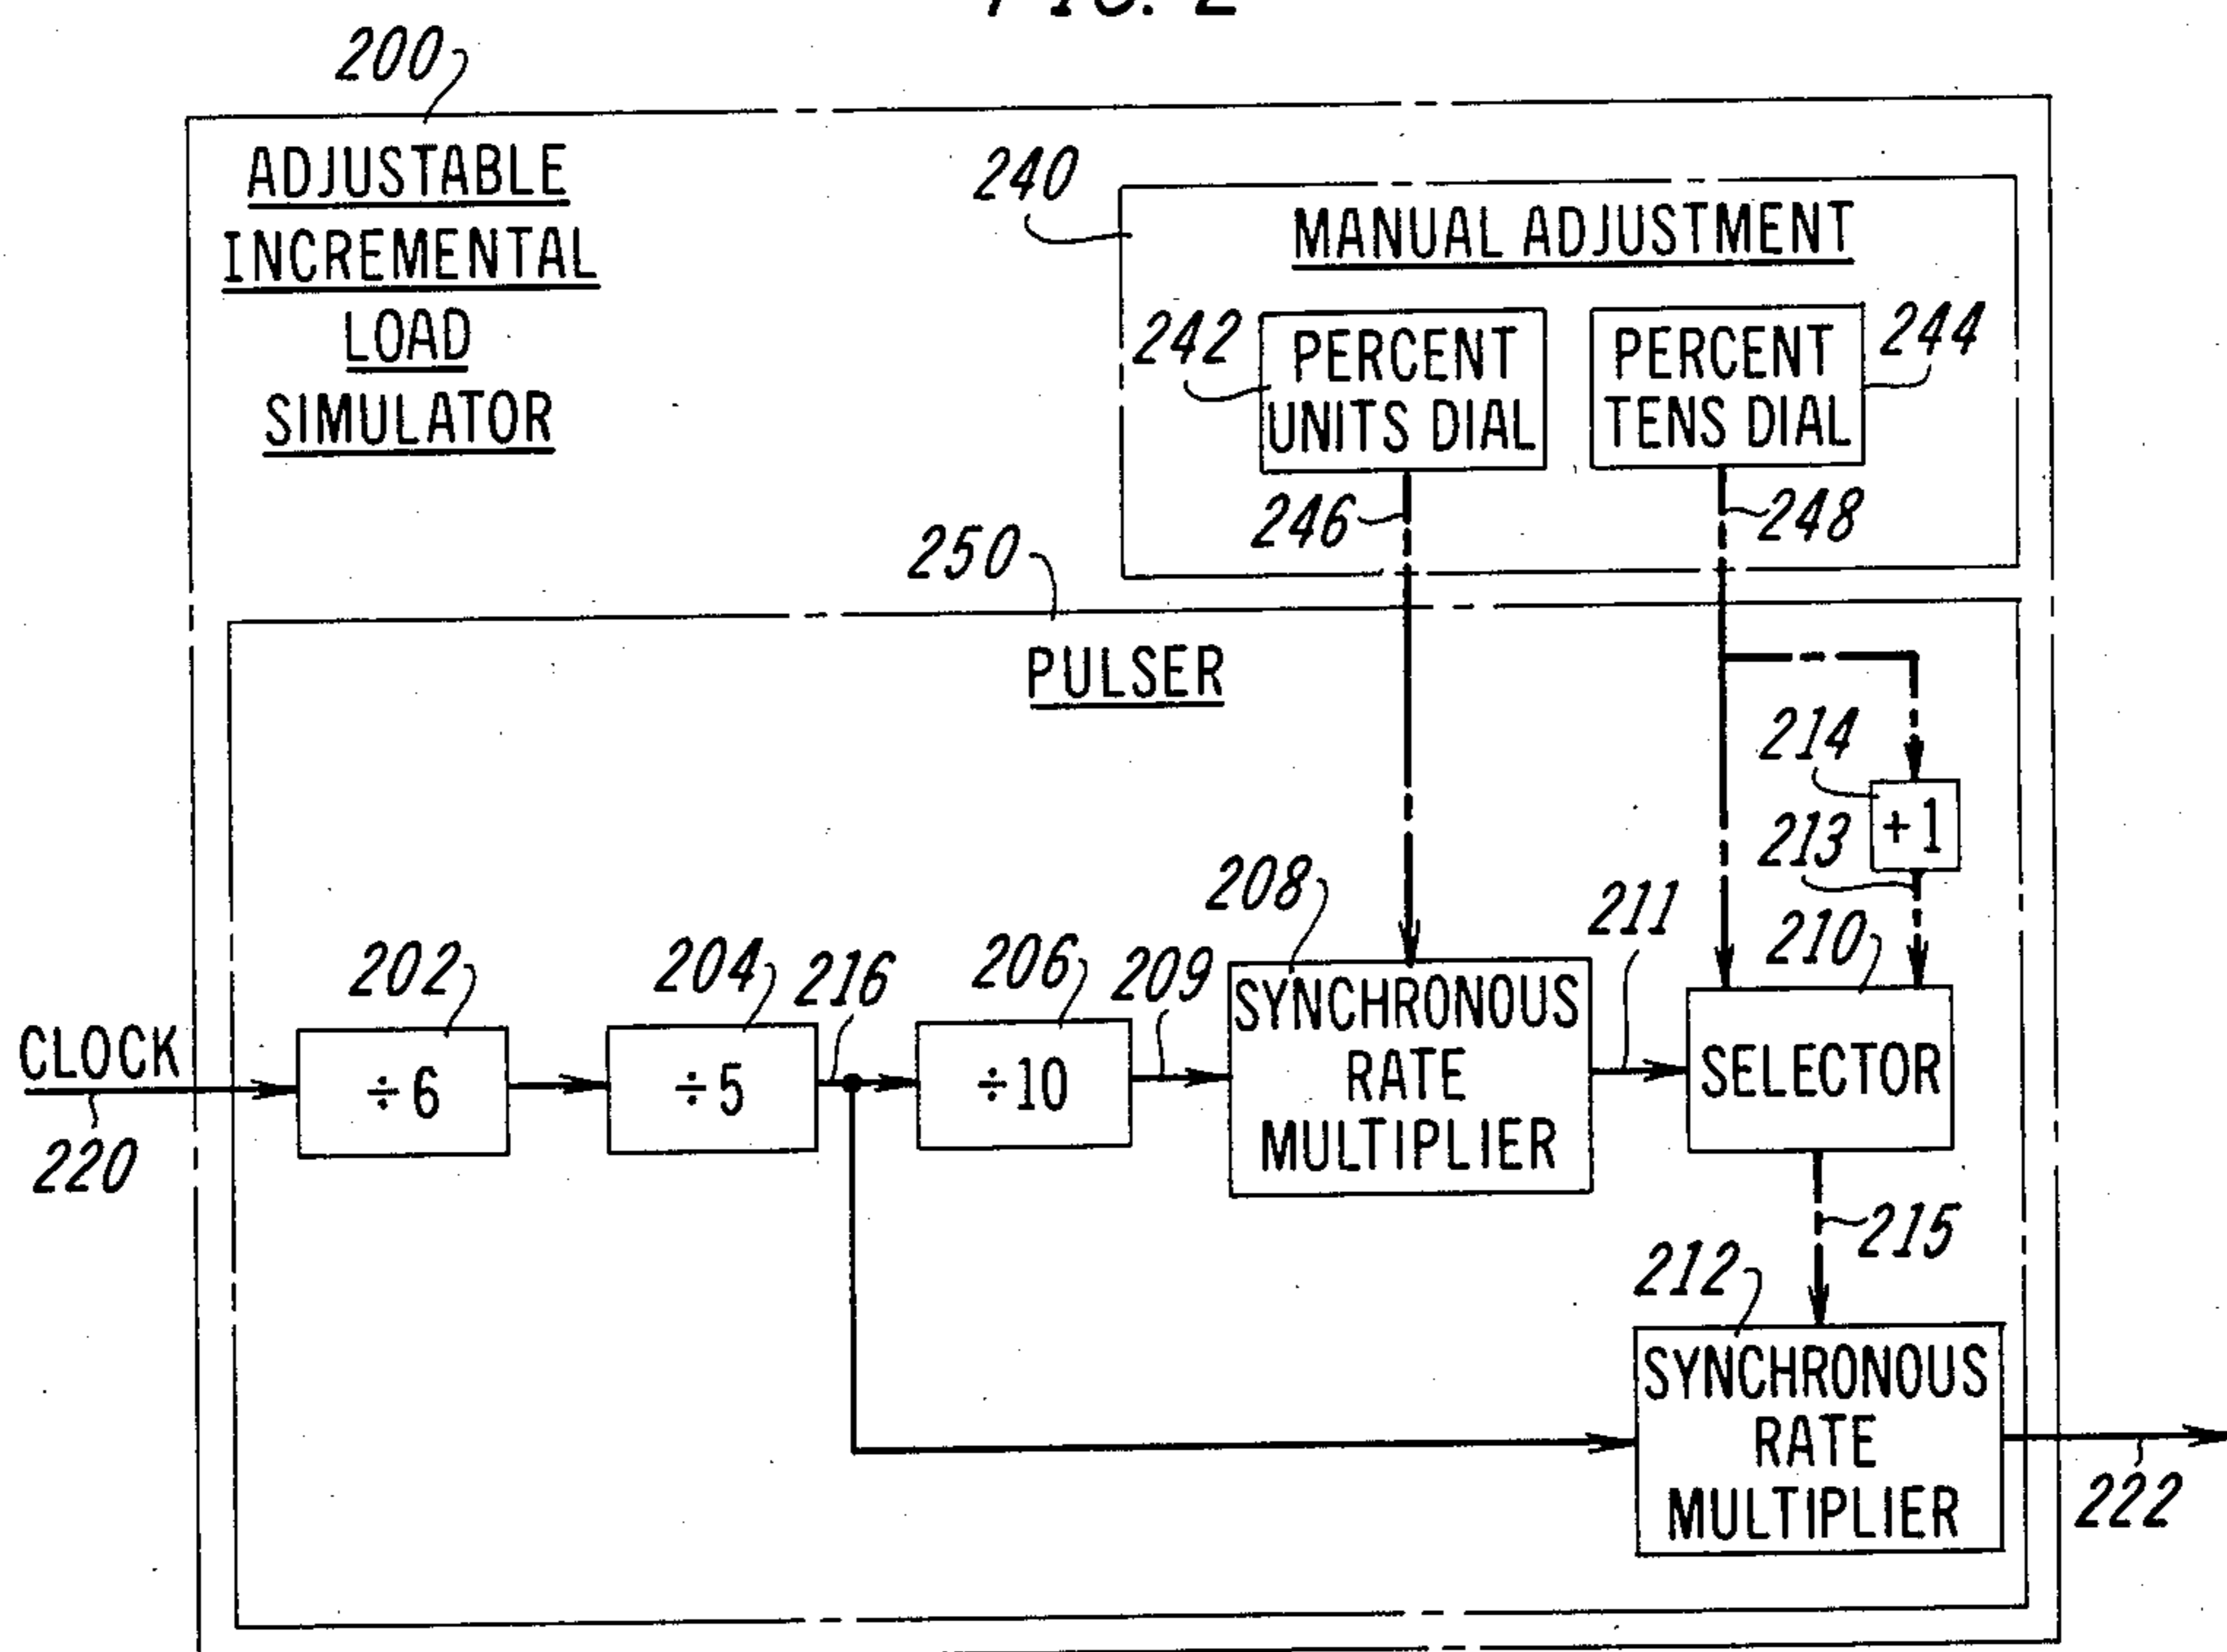 FIG. 2
200
ADJUSTABLE
INCREMENTAL
LOAD
SIMULATOR
240
MANUAL ADJUSTMENT
242
PERCENT
UNITS DIAL
PERCENT
TENS DIAL
244
246
248
250
PULSER
214
+1
213
208
211
210
202
204
216
206
209
CLOCK
220
÷6
÷5
÷10
SYNCHRONOUS
RATE
MULTIPLIER
SELECTOR
215
212
SYNCHRONOUS
RATE
MULTIPLIER
222